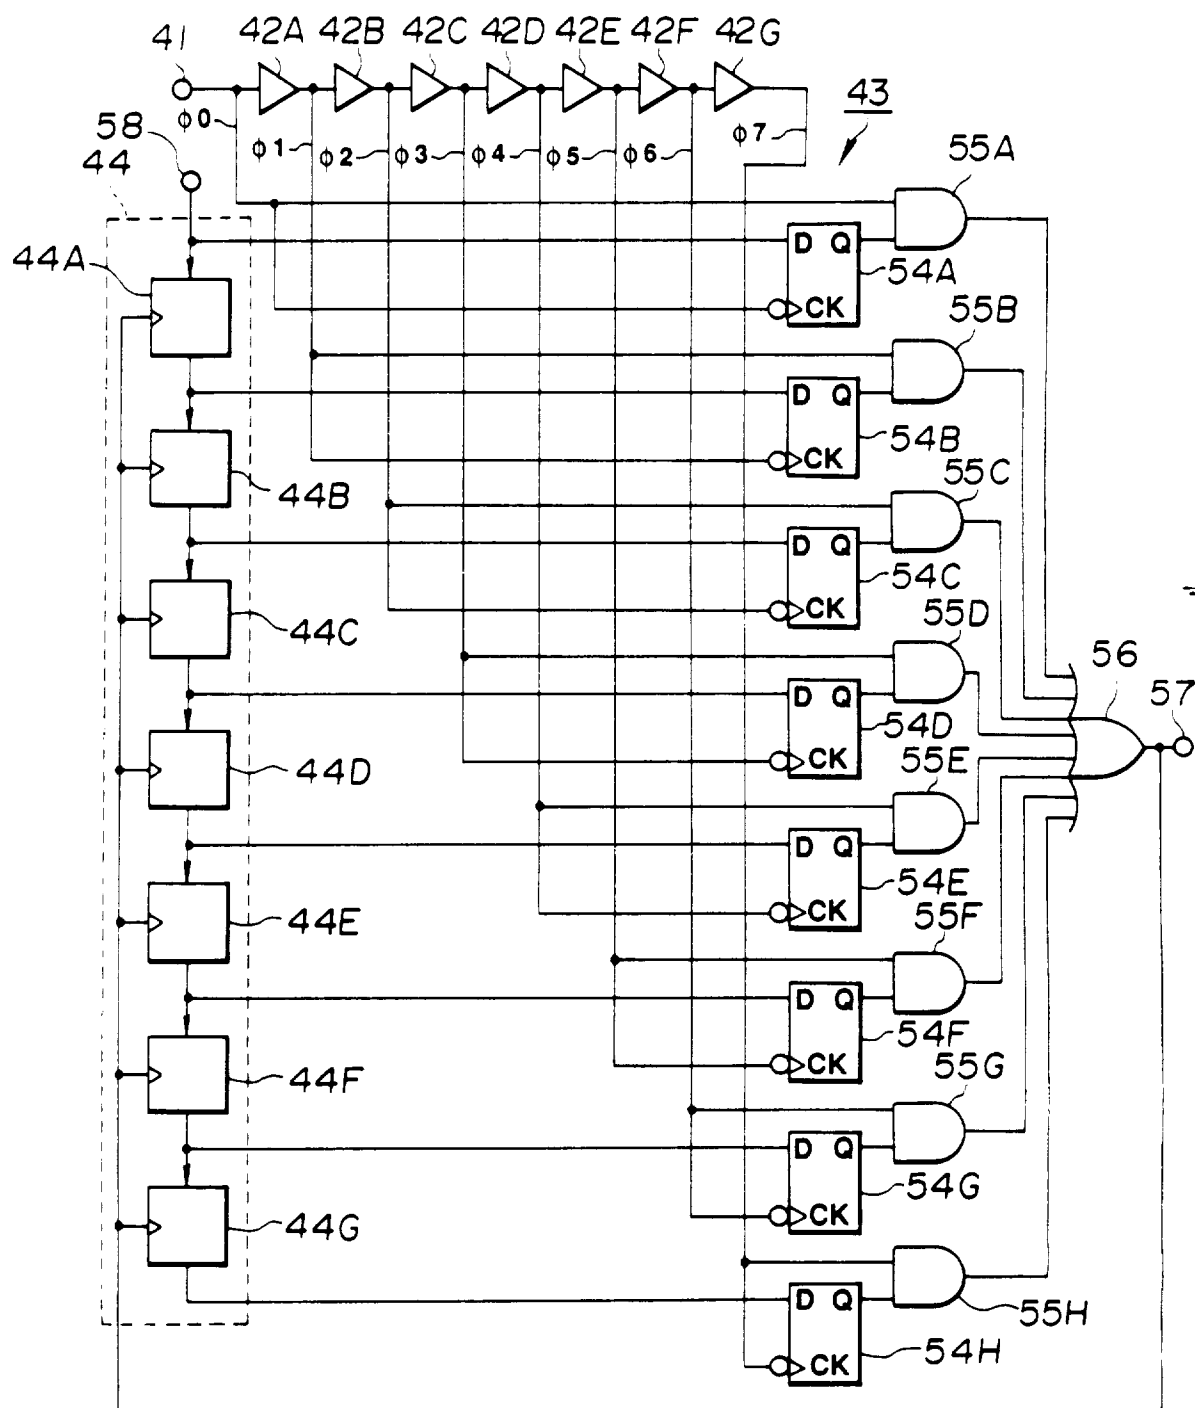 41 42A 42B 42C 42D 42E 42F 42G
43
ϕ0 ϕ1 ϕ2 ϕ3 ϕ4 ϕ5 ϕ6 ϕ7
58
44
55A
44A
D Q
54A
CK
55B
D Q
54B
CK
44B
55C
D Q
54C
CK
44C
55D
56
57
D Q
54D
CK
44D
55E
D Q
54E
CK
44E
55F
D Q
54F
CK
44F
55G
D Q
54G
CK
44G
55H
D Q
54H
CK